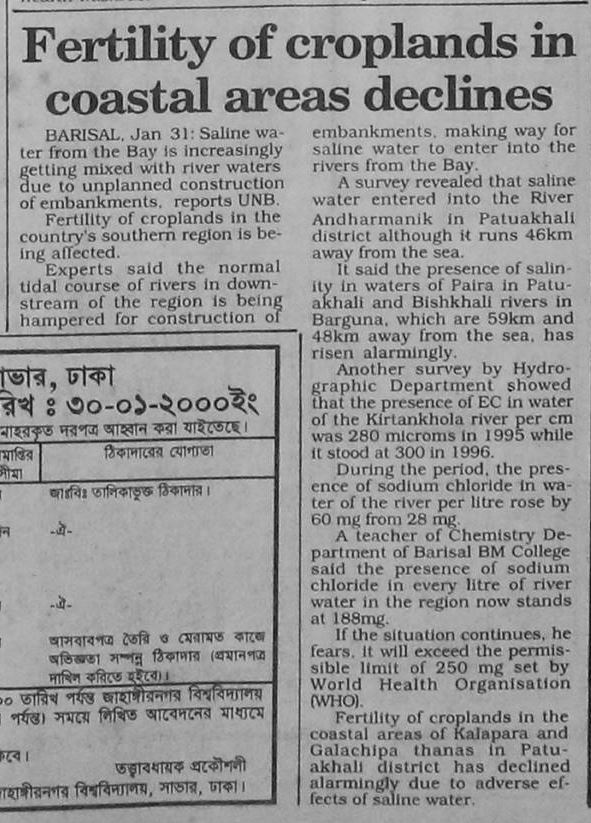 Fertility of croplands in
coastal areas declines
BARISAL, Jan 31: Saline wa-
ter from the Bay is increasingly
getting mixed with river waters
due to unplanned construction
of embankments, reports UNB.
Fertility of croplands in the
country's southern region is be-
ing affected.
Experts said the normal
tidal course of rivers in down-
stream of the region is being
hampered for construction of
embankments, making way for
saline water to enter into the
rivers from the Bay.
A survey revealed that saline
water entered into the River
Andharmanik in Patuakhali
district although it runs 46km
away from the sea.
It said the presence of salin-
ity in waters of Paira in Patu-
akhali and Bishkhali rivers in
Barguna, which are 59km and
48km away from the sea, has
risen alarmingly.
Another survey by Hydro-
graphic Department showed
that the presence of EC in water
of the Kirtankhola river per cm
was 280 microms in 1995 while
it stood at 300 in 1996.
During the period, the pres-
ence of sodium chloride in wa-
ter of the river per litre rose by
60 mg from 28 mg.
A teacher of Chemistry De-
partment of Barisal BM College
said the presence of sodium
chloride in every litre of river
water in the region now stands
at 188mg.
If the situation continues, he
fears, it will exceed the permis-
sible limit of 250 mg set by
World Health Organisation
(WHO).
Fertility of croplands in the
coastal areas of Kalapara and
Galachipa thanas in Patu-
akhali district has declined
alarmingly due to adverse ef-
fects of saline water.
ভার, ঢাকা
রিখ : ৩০-০১-২০০০ইং
দরপত্র আহ্বান করা যাইতেছে।
ঠিকাদারের যোগ্যতা
জাঃবিঃ তালিকাভুক্ত ঠিকাদার।
-ঐ-
-ঐ-
আসবাবপত্র তৈরি ও মেরামত কাজে
অভিজ্ঞতা সম্পন্ন ঠিকাদার (প্রমানপত্র
দাখিল করিতে হইবে)।
তারিখ পর্যন্ত জাহাঙ্গীরনগর বিশ্ববিদ্যালয়
পর্যন্ত) সময়ে লিখিত আবেদনের মাধ্যমে
তত্ত্বাবধায়ক প্রকৌশলী
জাহাঙ্গীরনগর বিশ্ববিদ্যালয়, সাভার, ঢাকা।